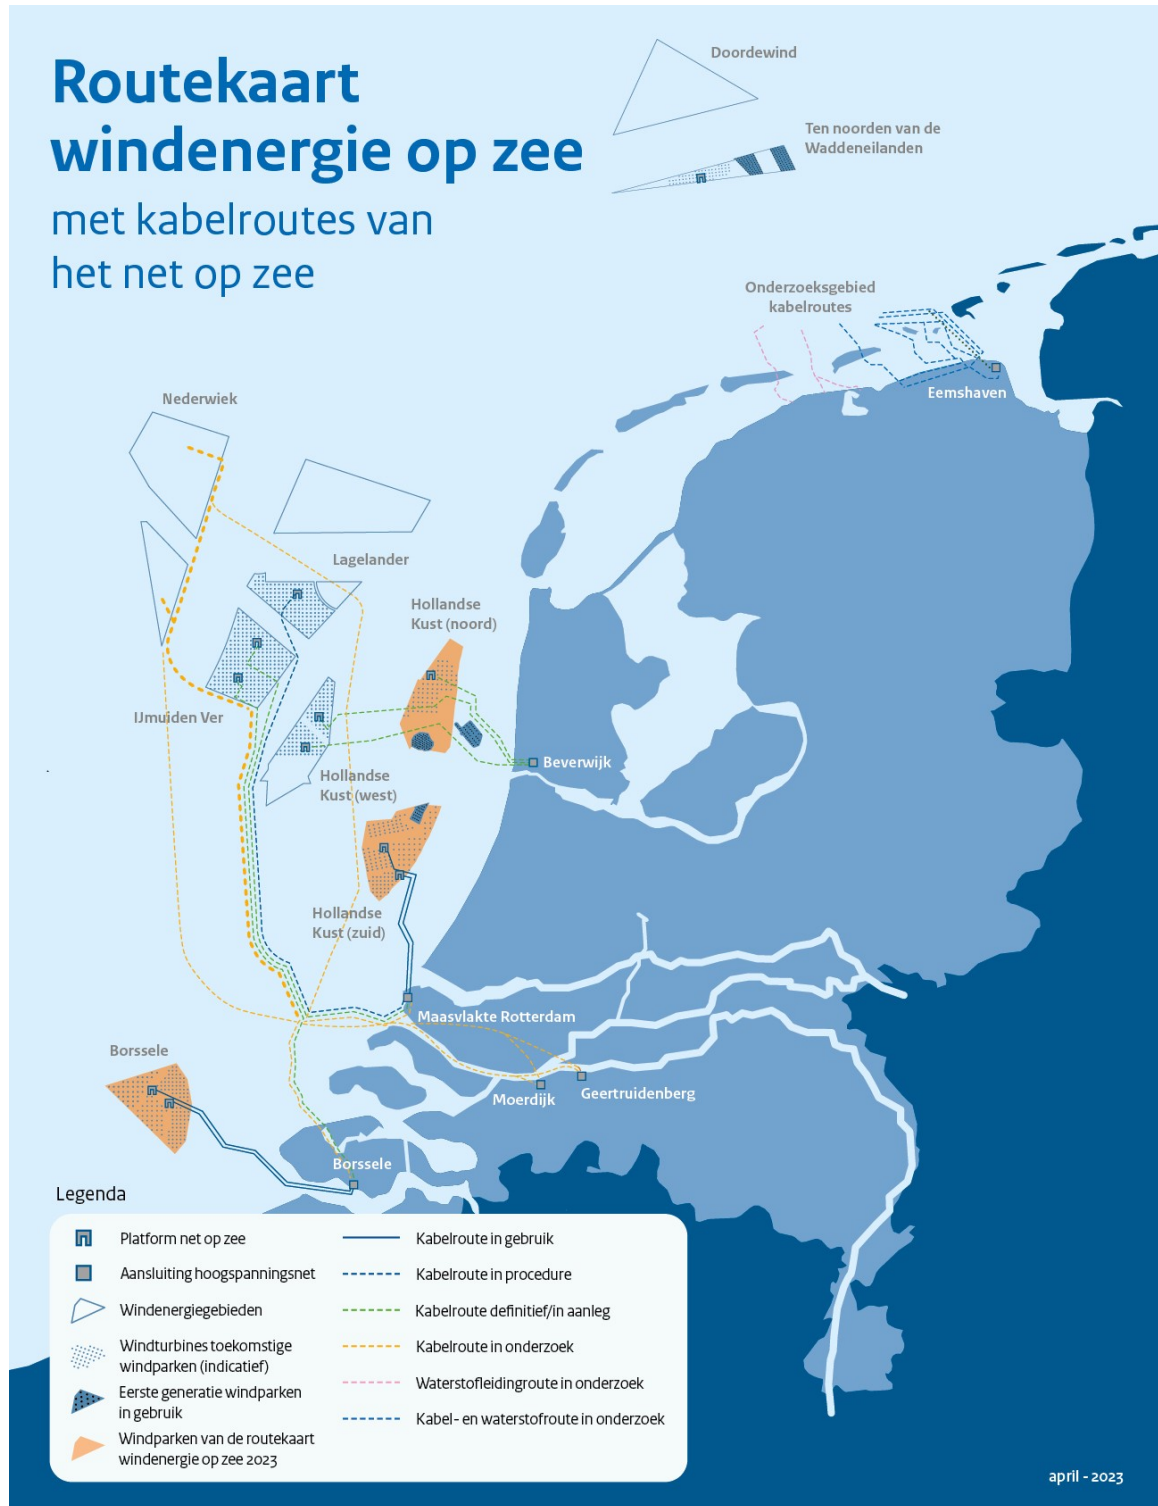 Routekaart
windenergie op zee
met kabelroutes van
het net op zee
Doordewind
Ten noorden van de
Waddeneilanden
Onderzoeksgebied
kabelroutes
Eemshaven
Nederwiek
Lagelander
Hollandse
Kust (noord)
IJmuiden Ver
Beverwijk
Hollandse
Kust (west)
Hollandse
Kust (zuid)
Maasvlakte Rotterdam
Borssele
Moerdijk
Geertruidenberg
Borssele
Legenda
Platform net op zee
Aansluiting hoogspanningsnet
Windenergiegebieden
Windturbines toekomstige
windparken (indicatief)
Eerste generatie windparken
in gebruik
Windparken van de routekaart
windenergie op zee 2023
Kabelroute in gebruik
Kabelroute in procedure
Kabelroute definitief/in aanleg
Kabelroute in onderzoek
Waterstofleidingroute in onderzoek
Kabel- en waterstofroute in onderzoek
april - 2023